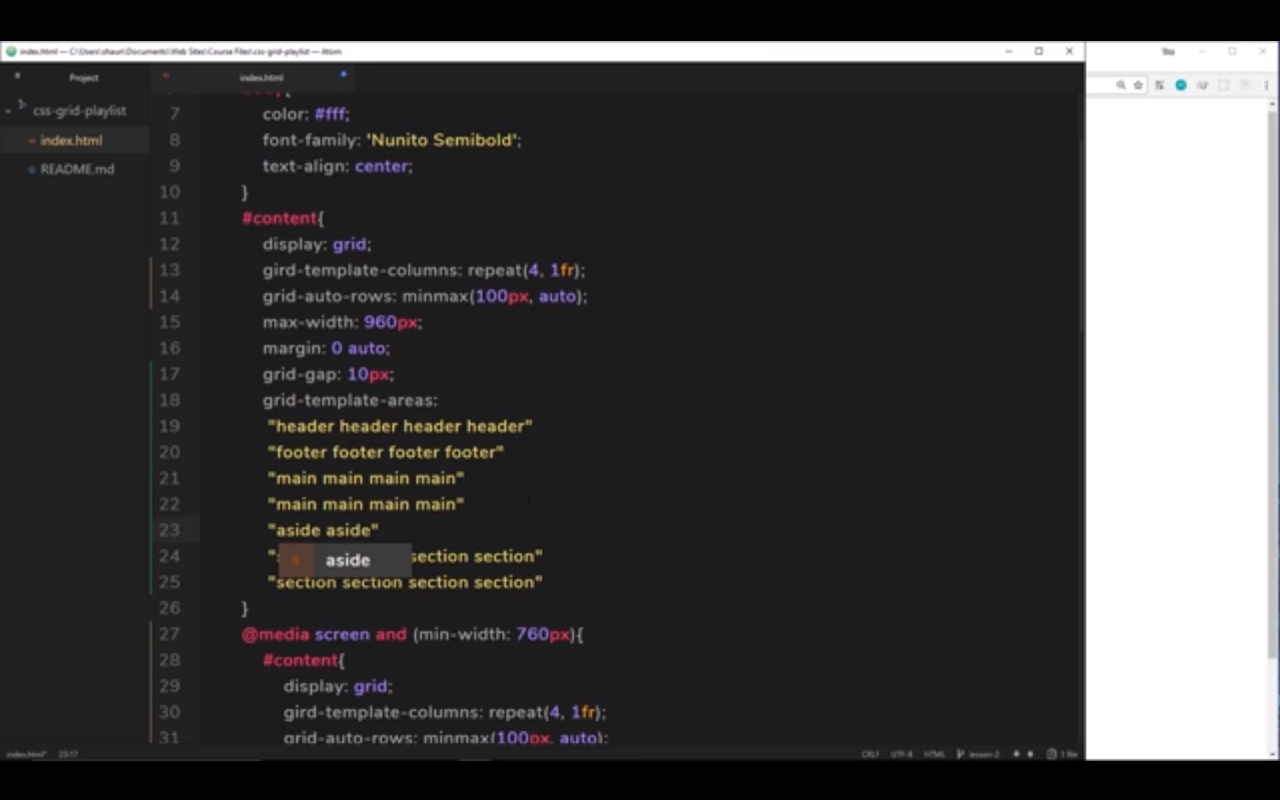 index.html — C:\Users\shaun\Documents\Web Sites\Course Files\css-grid-playlist — Atom
Project
index.html
css-grid-playlist
index.html
README.md
7 color: #fff;
8 font-family: 'Nunito Semibold';
9 text-align: center;
10 }
11 #content{
12 display: grid;
13 gird-template-columns: repeat(4, 1fr);
14 grid-auto-rows: minmax(100px, auto);
15 max-width: 960px;
16 margin: 0 auto;
17 grid-gap: 10px;
18 grid-template-areas:
19 "header header header header"
20 "footer footer footer footer"
21 "main main main main"
22 "main main main main"
23 "aside aside"
24 " section section"
s aside
25 "section section section section"
26 }
27 @media screen and (min-width: 760px){
28 #content{
29 display: grid;
30 gird-template-columns: repeat(4, 1fr);
31 grid-auto-rows: minmax(100px, auto);
index.html* 23:17 CRLF UTF-8 HTML lesson-2 1 file